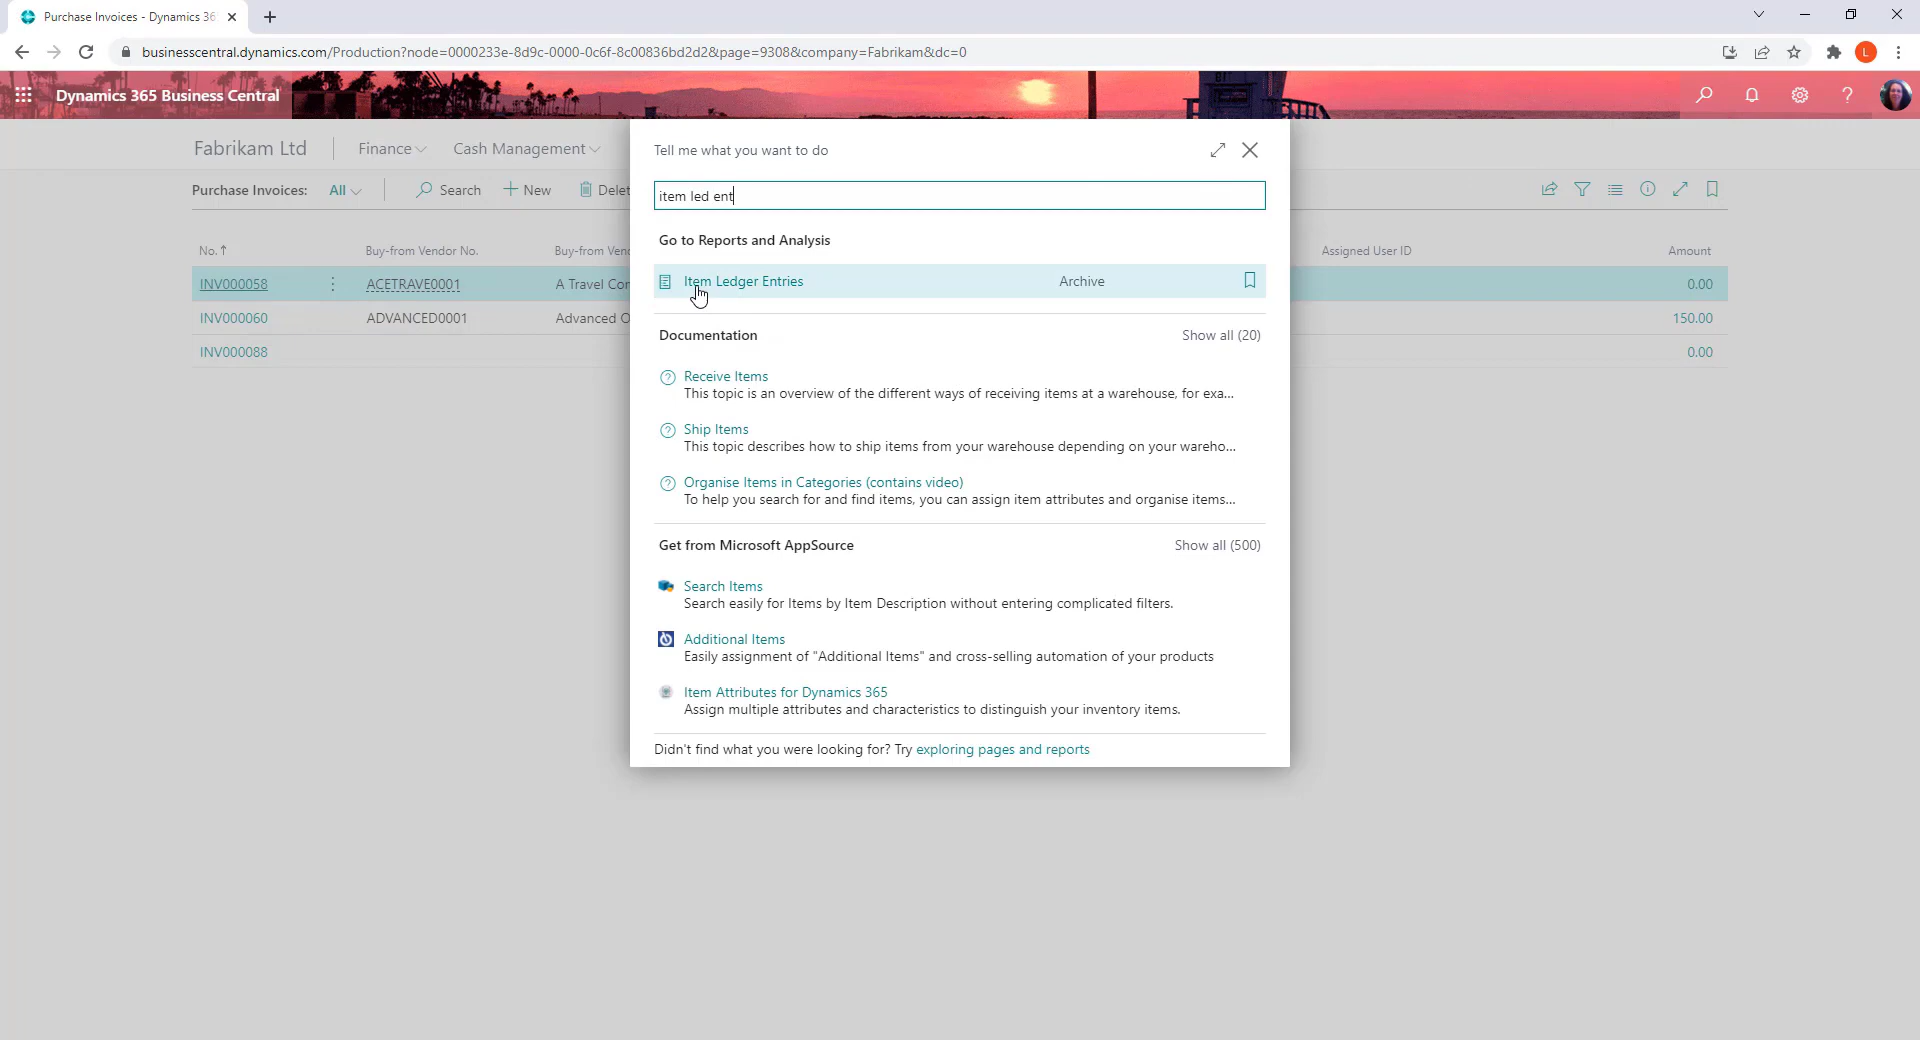 Purchase Invoices - Dynamics 36
businesscentral.dynamics.com/Production?node=0000233e-8d9c-0000-0c6f-8c00836bd2d2&page=9308&company=Fabrikam&dc=0
L
Dynamics 365 Business Central
Fabrikam Ltd
Finance
Cash Management
Purchase Invoices:
All
Search
New
Delet
No.
Buy-from Vendor No.
Buy-from Ven
Assigned User ID
Amount
INV000058
ACETRAVE0001
A Travel Con
0.00
INV000060
ADVANCED0001
Advanced O
150.00
INV000088
0.00
Tell me what you want to do
item led ent
Go to Reports and Analysis
Item Ledger Entries
Archive
Documentation
Show all (20)
Receive Items
This topic is an overview of the different ways of receiving items at a warehouse, for exa...
Ship Items
This topic describes how to ship items from your warehouse depending on your wareho...
Organise Items in Categories (contains video)
To help you search for and find items, you can assign item attributes and organise items...
Get from Microsoft AppSource
Show all (500)
Search Items
Search easily for Items by Item Description without entering complicated filters.
Additional Items
Easily assignment of "Additional Items" and cross-selling automation of your products
Item Attributes for Dynamics 365
Assign multiple attributes and characteristics to distinguish your inventory items.
Didn't find what you were looking for? Try exploring pages and reports